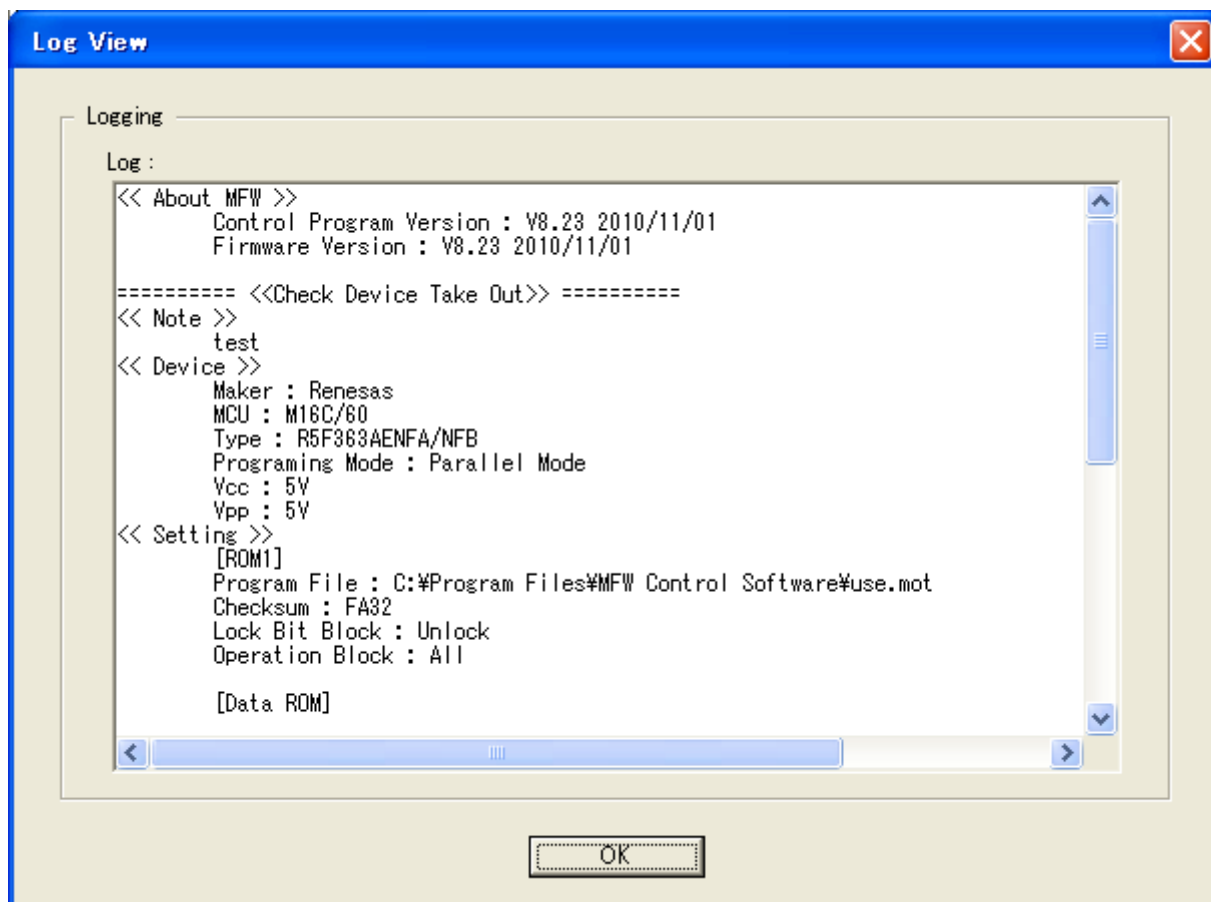 Log View
Logging
Log :
<< About MFW >>
Control Program Version : V8.23 2010/11/01
Firmware Version : V8.23 2010/11/01
========== <<Check Device Take Out>> ==========
<< Note >>
test
<< Device >>
Maker : Renesas
MCU : M16C/60
Type : R5F363AENFA/NFB
Programing Mode : Parallel Mode
Vcc : 5V
Vpp : 5V
<< Setting >>
[ROM1]
Program File : C:¥Program Files¥MFW Control Software¥use.mot
Checksum : FA32
Lock Bit Block : Unlock
Operation Block : All
[Data ROM]
OK